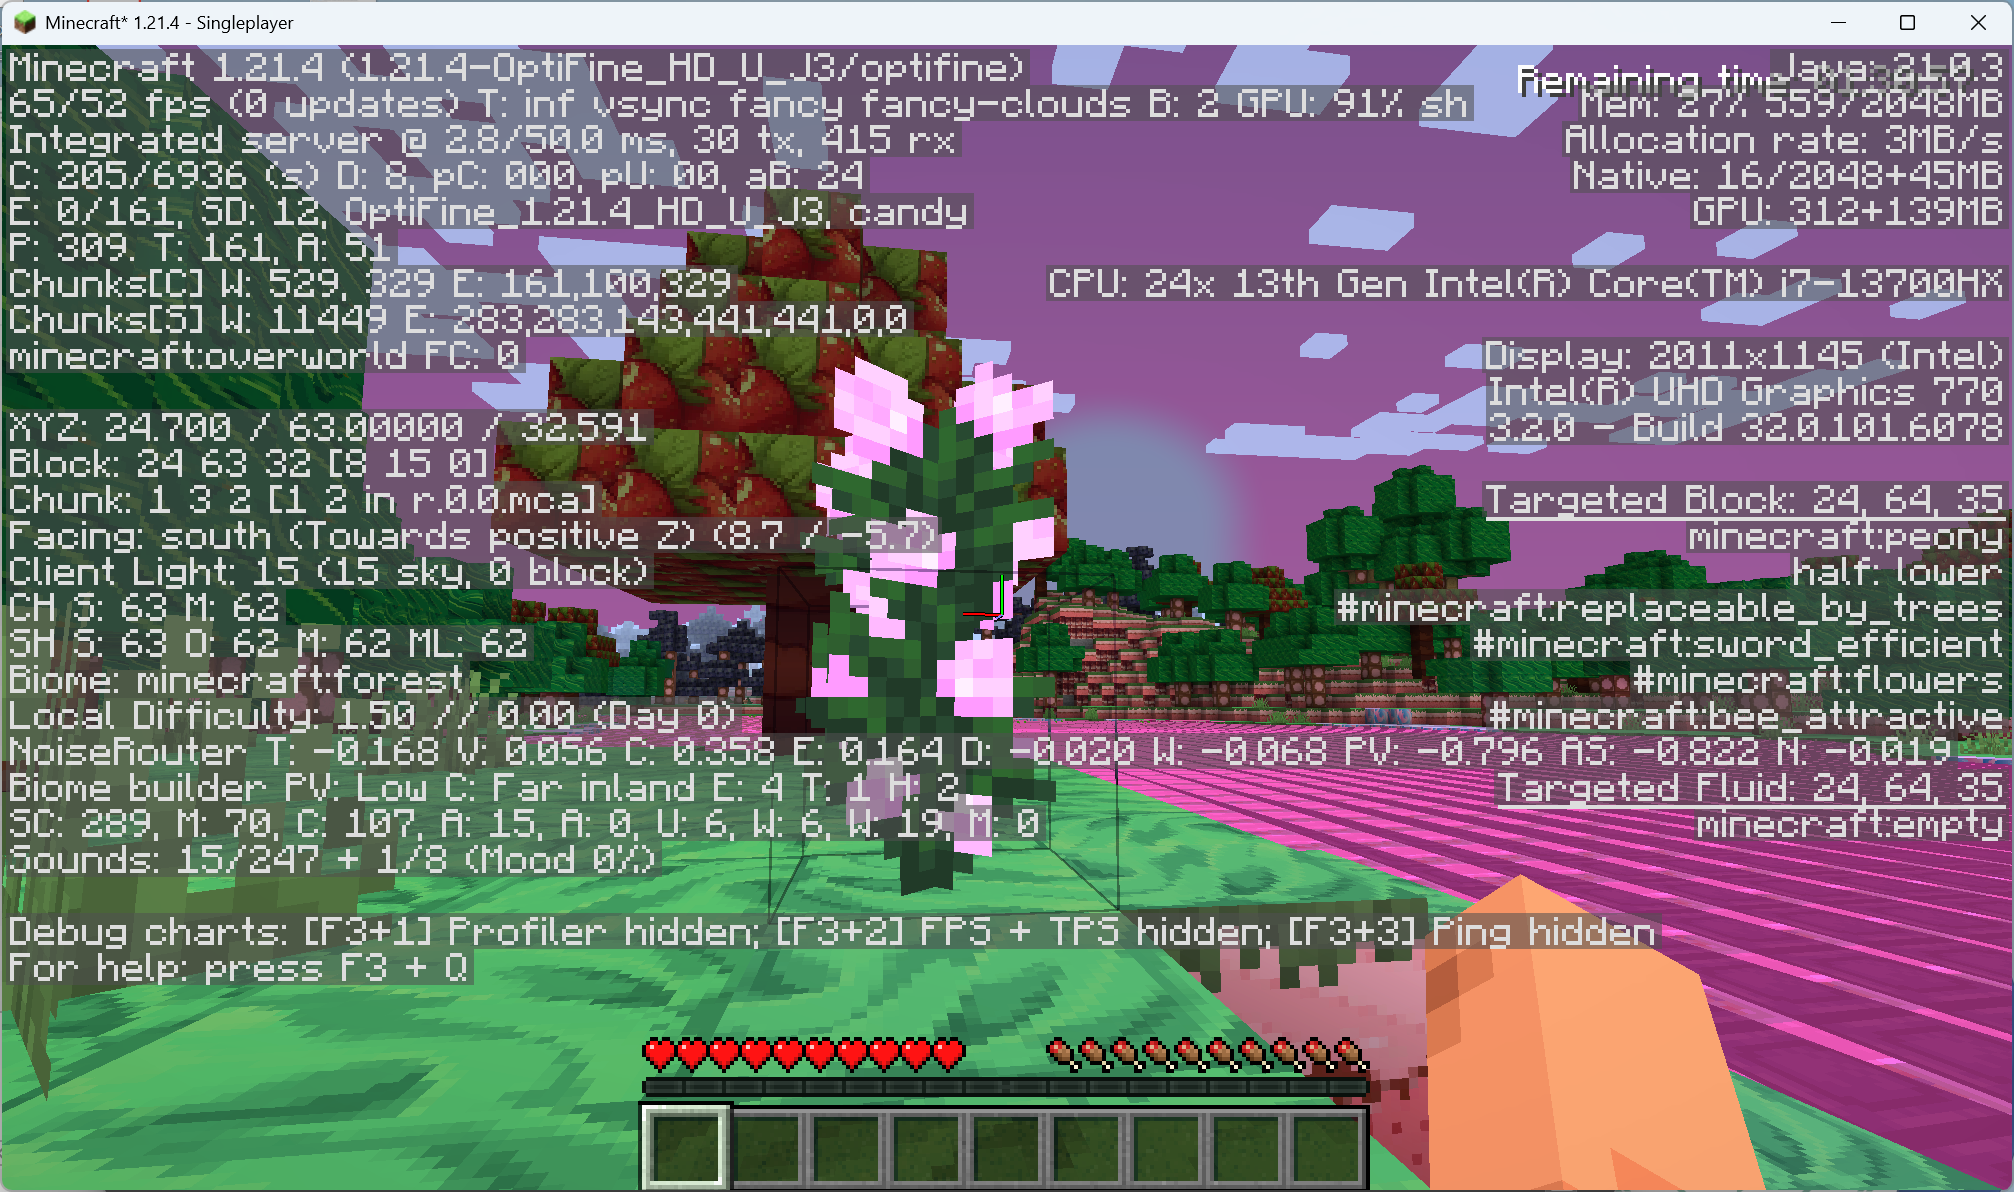 Minecraft* 1.21.4 - Singleplayer
Minecraft 1.21.4 (1.21.4-OptiFine_HD_U_J3/optifine)
65/52 fps (0 updates) T: inf vsync fancy fancy-clouds B: 2 GPU: 91% sh
Integrated server @ 2.8/50.0 ms, 30 tx, 415 rx
C: 205/6936 (s) D: 8, pC: 000, pU: 00, aB: 24
E: 0/161, SD: 12, OptiFine_1.21.4_HD_U_J3, candy
P: 309. T: 161, A: 51
Chunks[C] W: 529, 329 E: 161,100,329
Chunks[S] W: 11449 E: 283,283,143,441,441,0,0
minecraft:overworld FC: 0
XYZ: 24.700 / 63.00000 / 32.591
Block: 24 63 32 [8 15 0]
Chunk: 1 3 2 [1 2 in r.0.0.mca]
Facing: south (Towards positive Z) (8.7 / -5.7)
Client Light: 15 (15 sky, 0 block)
CH S: 63 M: 62
SH S: 63 O: 62 M: 62 ML: 62
Biome: minecraft:forest
Local Difficulty: 1.50 // 0.00 (Day 0)
NoiseRouter T: -0.168 V: 0.056 C: 0.358 E: 0.164 D: -0.020 W: -0.068 PV: -0.796 AS: -0.822 N: -0.019
Biome builder PV: Low C: Far inland E: 4 T: 1 H: 2
SC: 289, M: 70, C: 107, A: 15, A: 0, U: 6, W: 6, W: 19, M: 0
Sounds: 15/247 + 1/8 (Mood 0%)
Debug charts: [F3+1] Profiler hidden; [F3+2] FPS + TPS hidden; [F3+3] Ping hidden
For help: press F3 + Q
Remaining time
Java: 21.0.3
Mem: 27% 559/2048MB
Allocation rate: 3MB/s
Native: 16/2048+45MB
GPU: 312+139MB
CPU: 24x 13th Gen Intel(R) Core(TM) i7-13700HX
Display: 2011x1145 (Intel)
Intel(R) UHD Graphics 770
3.2.0 - Build 32.0.101.6078
Targeted Block: 24, 64, 35
minecraft:peony
half: lower
#minecraft:replaceable_by_trees
#minecraft:sword_efficient
#minecraft:flowers
#minecraft:bee_attractive
Targeted Fluid: 24, 64, 35
minecraft:empty